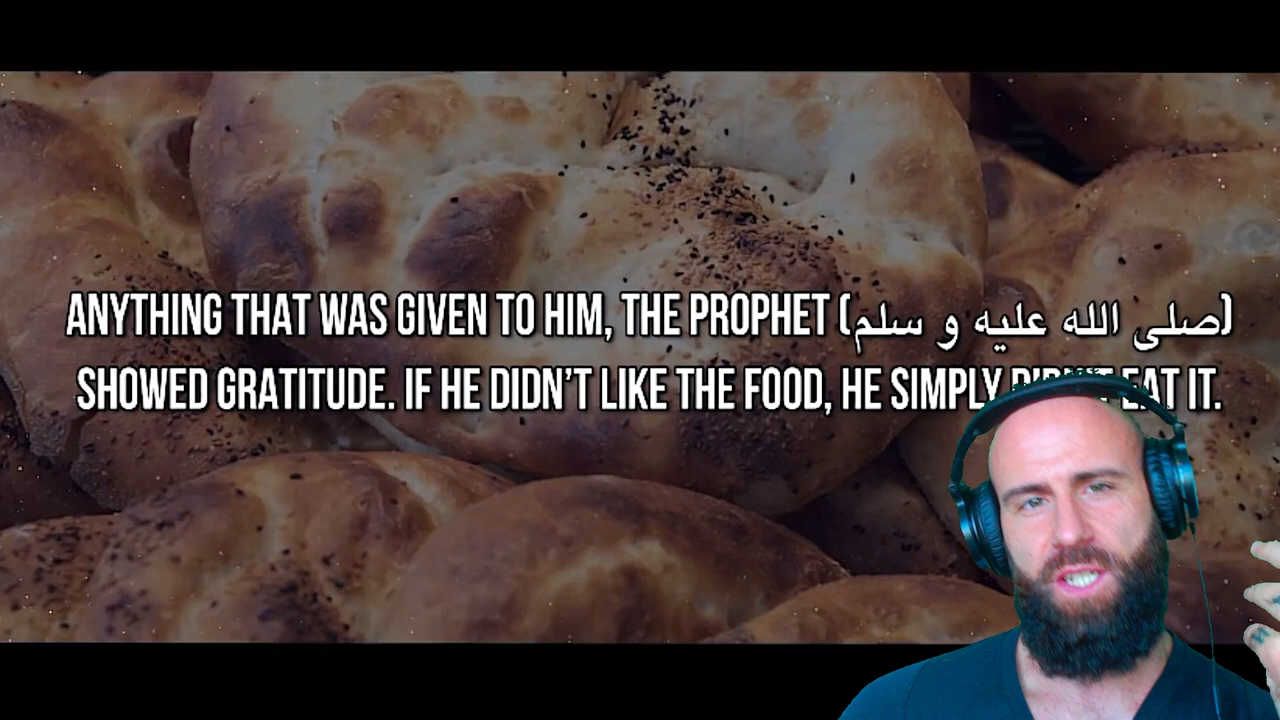 ANYTHING THAT WAS GIVEN TO HIM, THE PROPHET (صلى الله عليه و سلم)
SHOWED GRATITUDE. IF HE DIDN'T LIKE THE FOOD, HE SIMPLY DIDN'T EAT IT.